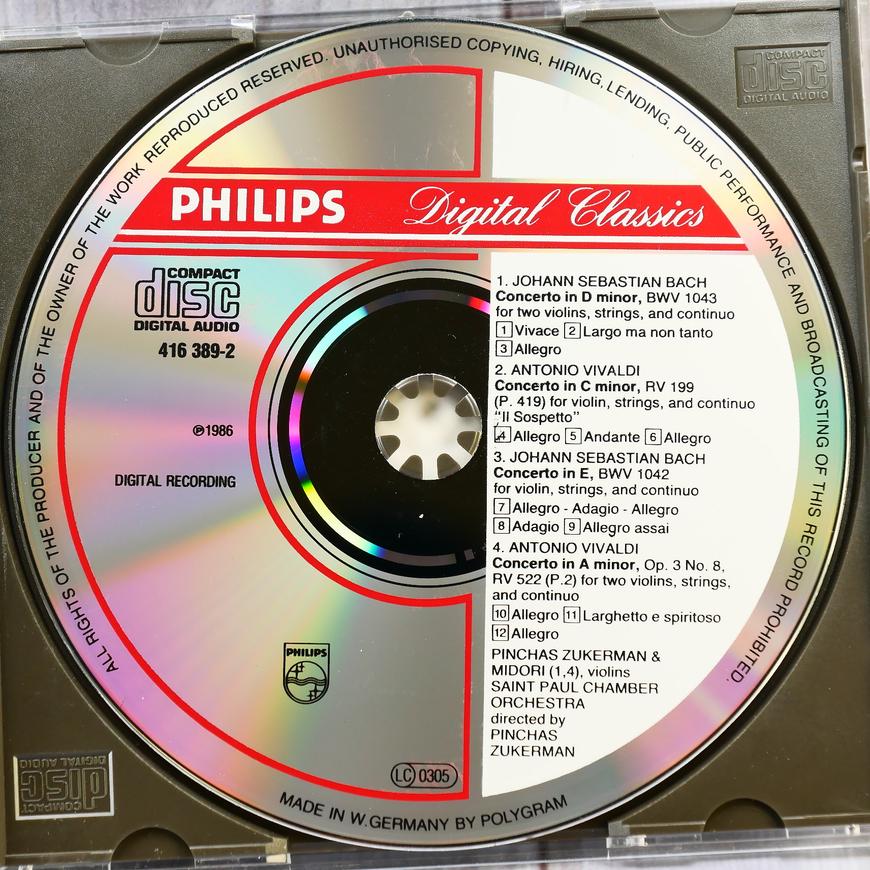 ALL RIGHTS OF THE PRODUCER AND OF THE OWNER OF THE WORK REPRODUCED RESERVED. UNAUTHORISED COPYING, HIRING, LENDING, PUBLIC PERFORMANCE AND BROADCASTING OF THIS RECORD PROHIBITED.
COMPACT
disc
DIGITAL AUDIO
PHILIPS Digital Classics
COMPACT
disc
DIGITAL AUDIO
416 389-2
℗1986
DIGITAL RECORDING
1. JOHANN SEBASTIAN BACH
Concerto in D minor, BWV 1043
for two violins, strings, and continuo
1 Vivace 2 Largo ma non tanto
3 Allegro
2. ANTONIO VIVALDI
Concerto in C minor, RV 199
(P. 419) for violin, strings, and continuo
“Il Sospetto”
4 Allegro 5 Andante 6 Allegro
3. JOHANN SEBASTIAN BACH
Concerto in E, BWV 1042
for violin, strings, and continuo
7 Allegro - Adagio - Allegro
8 Adagio 9 Allegro assai
4. ANTONIO VIVALDI
Concerto in A minor, Op. 3 No. 8,
RV 522 (P.2) for two violins, strings,
and continuo
10 Allegro 11 Larghetto e spiritoso
12 Allegro
PINCHAS ZUKERMAN &
MIDORI (1,4), violins
SAINT PAUL CHAMBER
ORCHESTRA
directed by
PINCHAS
ZUKERMAN
PHILIPS
LC 0305
MADE IN W. GERMANY BY POLYGRAM
COMPACT
disc
DIGITAL AUDIO